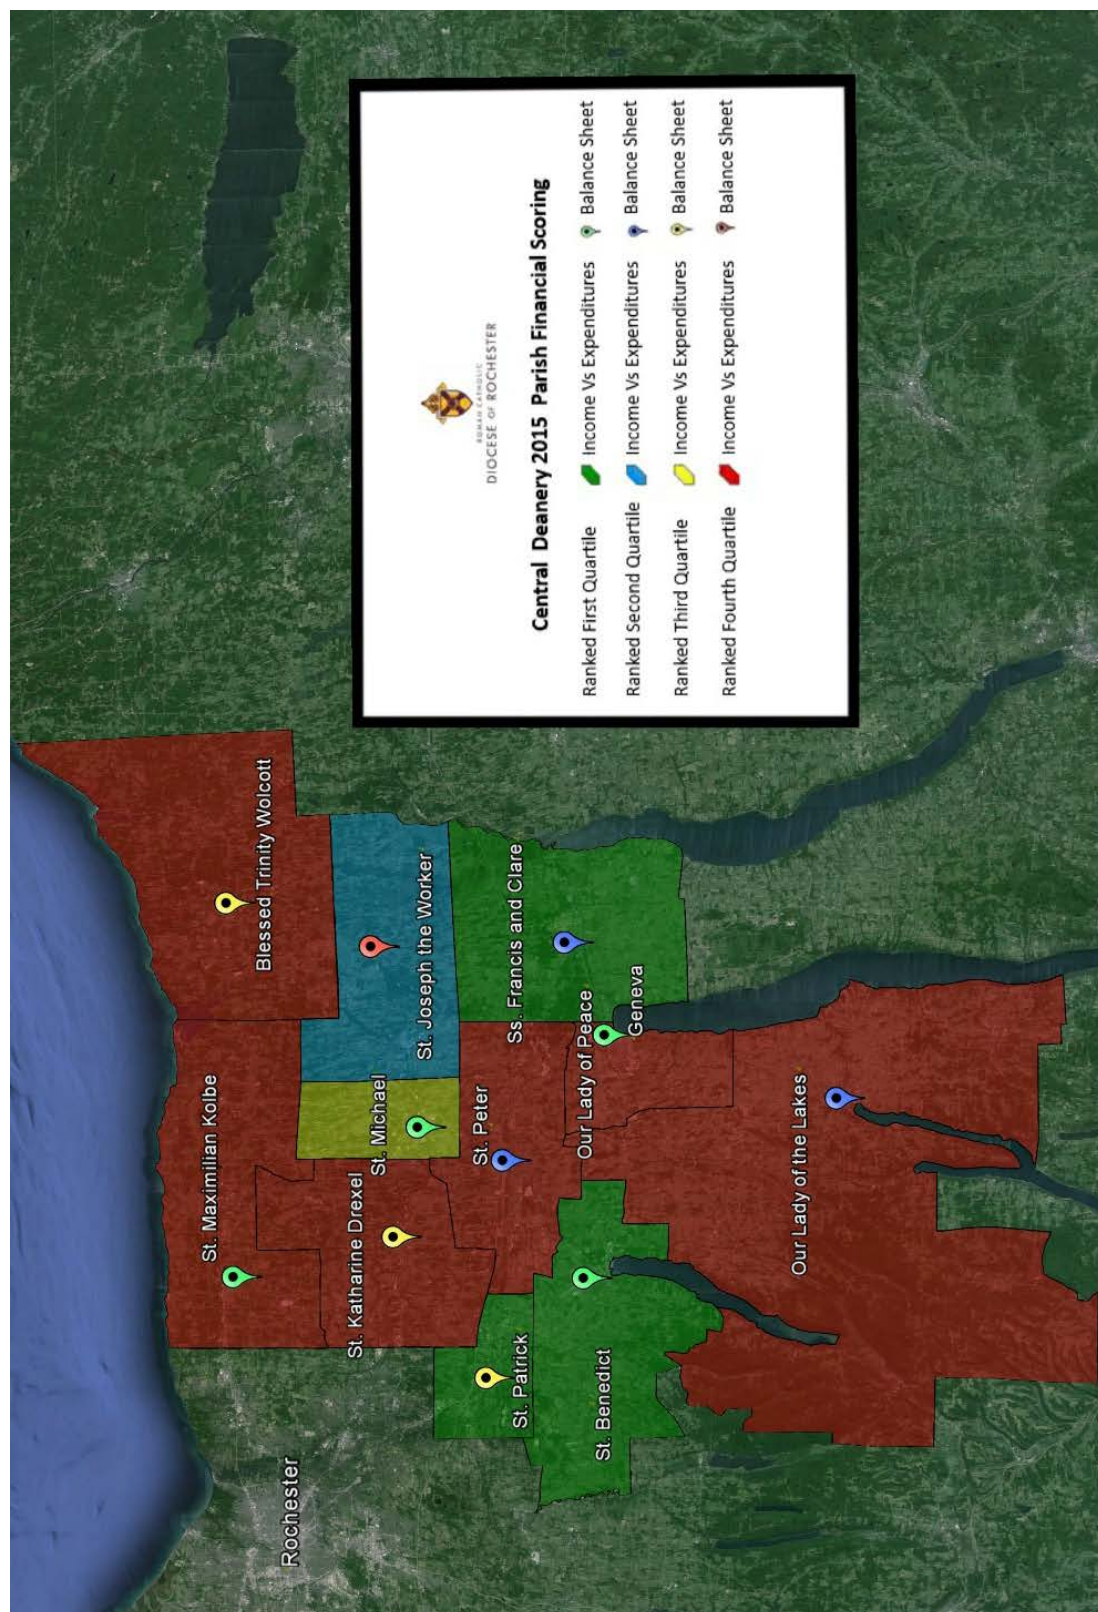 ROMAN CATHOLIC
DIOCESE OF ROCHESTER
Central Deanery 2015 Parish Financial Scoring
Ranked First Quartile Income Vs Expenditures Balance Sheet
Ranked Second Quartile Income Vs Expenditures Balance Sheet
Ranked Third Quartile Income Vs Expenditures Balance Sheet
Ranked Fourth Quartile Income Vs Expenditures Balance Sheet
St. Maximilian Kolbe
Blessed Trinity Wolcott
Rochester
St. Katharine Drexel
St. Michael
St. Joseph the Worker
St. Peter
Ss. Francis and Clare
St. Patrick
Our Lady of Peace
St. Benedict
Geneva
Our Lady of the Lakes